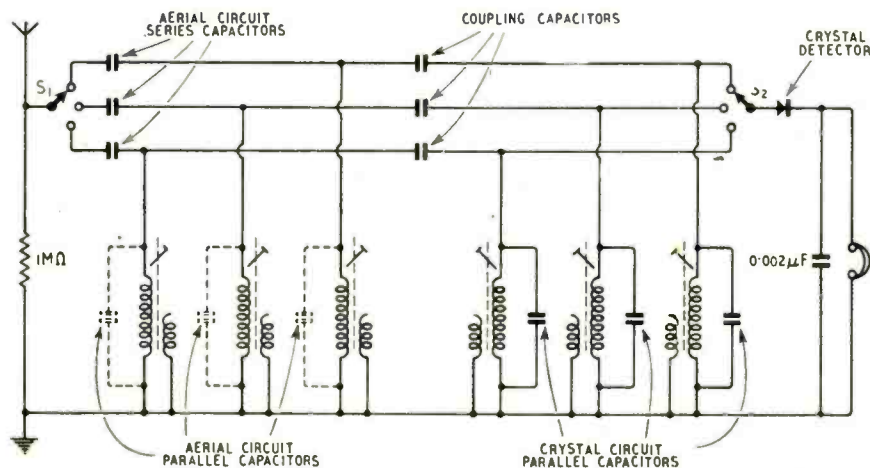 AERIAL CIRCUIT
SERIES CAPACITORS
COUPLING CAPACITORS
CRYSTAL
DETECTOR
S1
S2
1MΩ
0·002μF
AERIAL CIRCUIT
PARALLEL CAPACITORS
CRYSTAL CIRCUIT
PARALLEL CAPACITORS